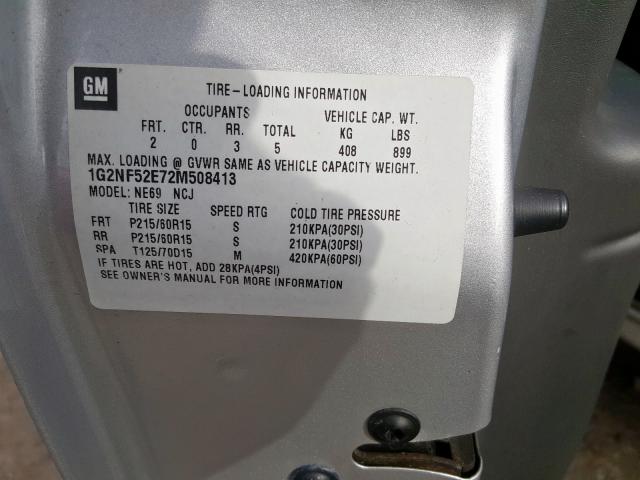 GM
TIRE-LOADING INFORMATION
OCCUPANTS VEHICLE CAP. WT.
FRT. CTR. RR. TOTAL KG LBS
2 0 3 5 408 899
MAX. LOADING @ GVWR SAME AS VEHICLE CAPACITY WEIGHT.
1G2NF52E72M508413
MODEL: NE69 NCJ
TIRE SIZE SPEED RTG COLD TIRE PRESSURE
FRT P215/60R15 S 210KPA(30PSI)
RR P215/60R15 S 210KPA(30PSI)
SPA T125/70D15 M 420KPA(60PSI)
IF TIRES ARE HOT, ADD 28KPA(4PSI)
SEE OWNER'S MANUAL FOR MORE INFORMATION